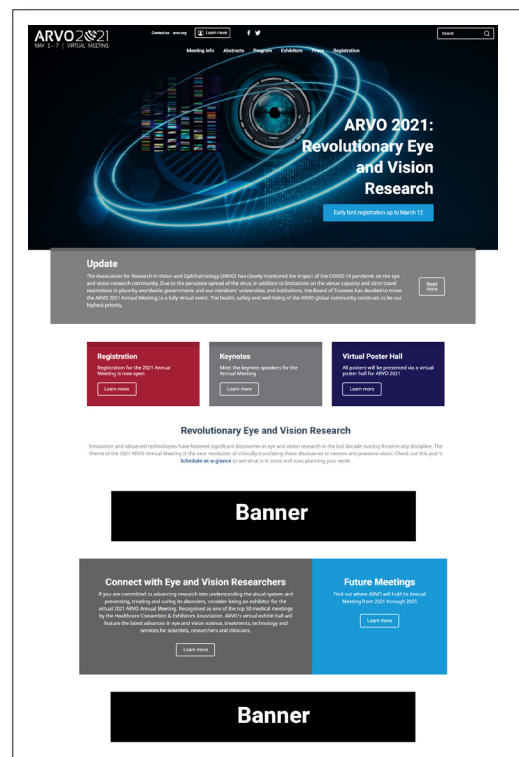 ARVO2021
MAY 1 – 7 | VIRTUAL MEETING
Contact us arvo.org Learn more
Search
Meeting info Abstracts Program Exhibitors Press Registration
ARVO 2021:
Revolutionary Eye
and Vision
Research
Early bird registration up to March 12
Update
The Association for Research in Vision and Ophthalmology (ARVO) has closely monitored the impact of the COVID-19 pandemic on the eye
and vision research community. Due to the pervasive spread of the virus, in addition to limitations on the venue capacity and strict travel
restrictions in place by worldwide governments and our members' universities and institutions, the Board of Trustees has decided to move
the ARVO 2021 Annual Meeting to a fully virtual event. The health, safety and well-being of the ARVO global community continues to be our
highest priority.
Read
more
Registration
Registration for the 2021 Annual
Meeting is now open
Learn more
Keynotes
Meet the keynote speakers for the
Annual Meeting
Learn more
Virtual Poster Hall
All posters will be presented via a virtual
poster hall for ARVO 2021
Learn more
Revolutionary Eye and Vision Research
Innovation and advanced technologies have fostered significant discoveries in eye and vision research in the last decade rivaling those in any discipline. The
theme of the 2021 ARVO Annual Meeting is the next revolution of clinically translating these discoveries to restore and preserve vision. Check out this year's
Schedule-at-a-glance to see what is in store and start planning your week.
Banner
Connect with Eye and Vision Researchers
If you are committed to advancing research into understanding the visual system and
preventing, treating and curing its disorders, consider being an exhibitor for the
virtual 2021 ARVO Annual Meeting. Recognized as one of the top 50 medical meetings
by the Healthcare Convention & Exhibitors Association. ARVO's virtual exhibit hall will
feature the latest advances in eye and vision science, treatments, technology and
services for scientists, researchers and clinicians.
Learn more
Future Meetings
Find out where ARVO will hold its Annual
Meeting from 2021 through 2025
Learn more
Banner